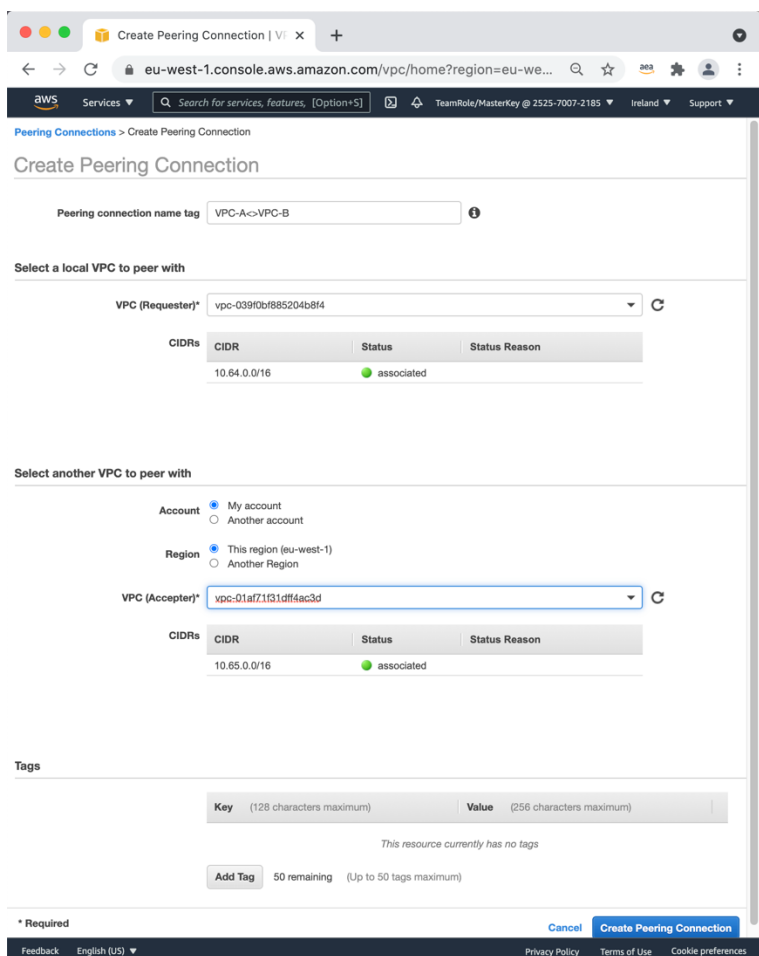 Create Peering Connection | VF
eu-west-1.console.aws.amazon.com/vpc/home?region=eu-we...
aea
aws Services Search for services, features, [Option+S] TeamRole/MasterKey @ 2525-7007-2185 Ireland Support
Peering Connections > Create Peering Connection
Create Peering Connection
Peering connection name tag VPC-A<>VPC-B
Select a local VPC to peer with
VPC (Requester)* vpc-039f0bf885204b8f4
CIDRs CIDR Status Status Reason
10.64.0.0/16 associated
Select another VPC to peer with
Account My account
Another account
Region This region (eu-west-1)
Another Region
VPC (Accepter)* vpc-01af71f31dff4ac3d
CIDRs CIDR Status Status Reason
10.65.0.0/16 associated
Tags
Key (128 characters maximum) Value (256 characters maximum)
This resource currently has no tags
Add Tag 50 remaining (Up to 50 tags maximum)
* Required Cancel Create Peering Connection
Feedback English (US) Privacy Policy Terms of Use Cookie preferences